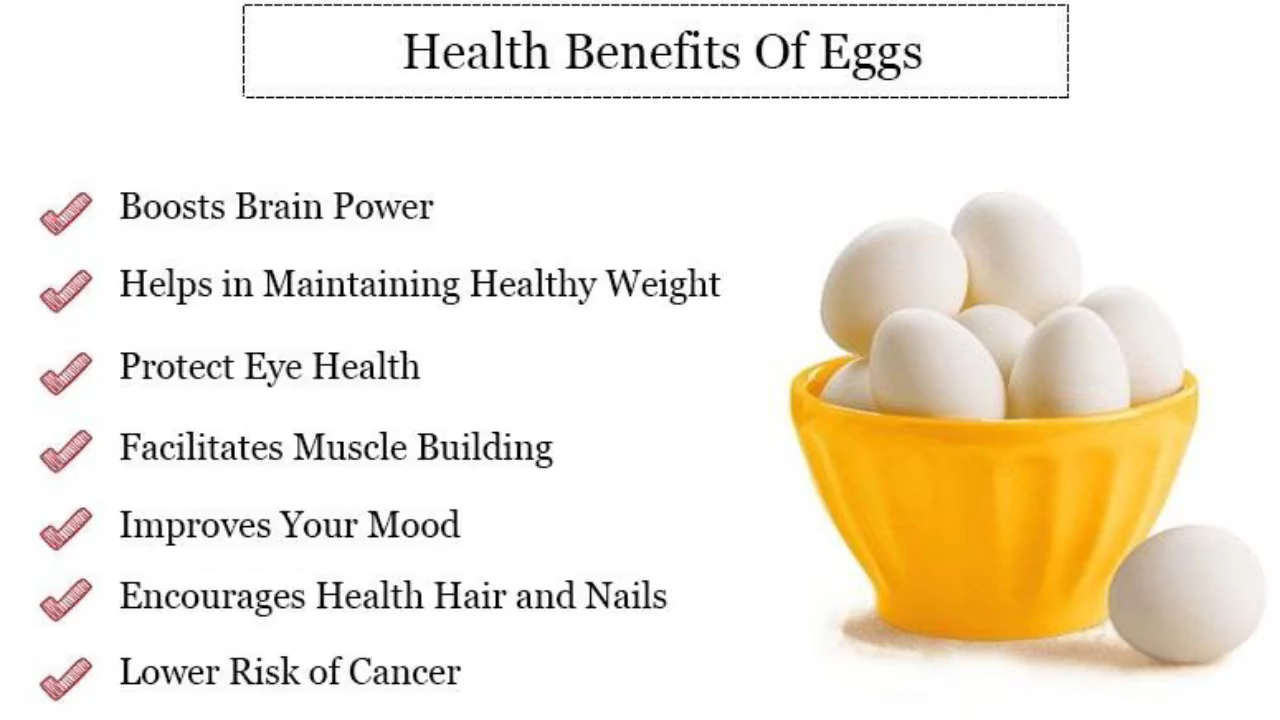 Health Benefits Of Eggs
Boosts Brain Power
Helps in Maintaining Healthy Weight
Protect Eye Health
Facilitates Muscle Building
Improves Your Mood
Encourages Health Hair and Nails
Lower Risk of Cancer